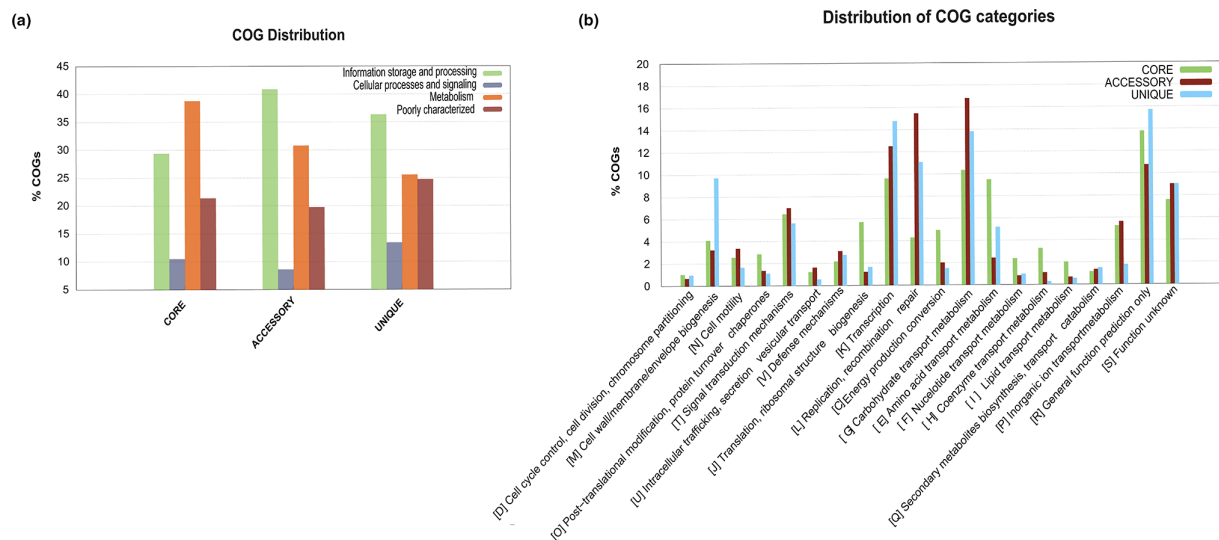 (a)
COG Distribution
% COGs
45
40
35
30
25
20
15
10
5
Information storage and processing
Cellular processes and signaling
Metabolism
Poorly characterized
CORE
ACCESSORY
UNIQUE
(b)
Distribution of COG categories
% COGs
20
18
16
14
12
10
8
6
4
2
0
CORE
ACCESSORY
UNIQUE
[D] Cell cycle control, cell division, chromosome partitioning
[M] Cell wall/membrane/envelope biogenesis
[N] Cell motility
[O] Post−translational modification, protein turnover chaperones
[T] Signal transduction mechanisms
[U] Intracellular trafficking, secretion vesicular transport
[V] Defense mechanisms
[J] Translation, ribosomal structure biogenesis
[K] Transcription
[L] Replication, recombination repair
[C] Energy production conversion
[G] Carbohydrate transport metabolism
[E] Amino acid transport metabolism
[F] Nucelotide transport metabolism
[H] Coenzyme transport metabolism
[I] Lipid transport metabolism
[Q] Secondary metabolites biosynthesis, transport catabolism
[P] Inorganic ion transportmetabolism
[R] General function prediction only
[S] Function unknown